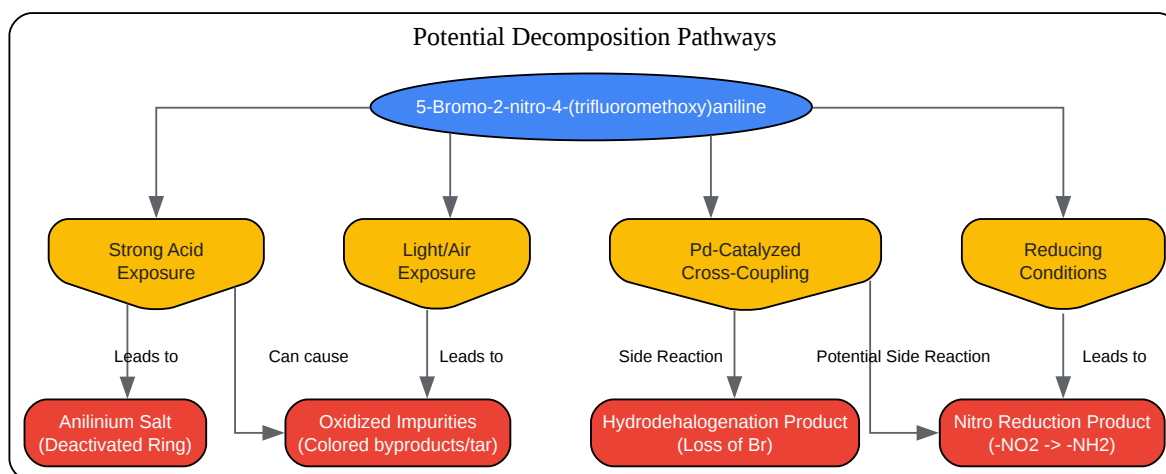 Potential Decomposition Pathways
5-Bromo-2-nitro-4-(trifluoromethoxy)aniline
Strong Acid
Exposure
Light/Air
Exposure
Pd-Catalyzed
Cross-Coupling
Reducing
Conditions
Leads to
Can cause
Leads to
Side Reaction
Potential Side Reaction
Leads to
Anilinium Salt
(Deactivated Ring)
Oxidized Impurities
(Colored byproducts/tar)
Hydrodehalogenation Product
(Loss of Br)
Nitro Reduction Product
(-NO2 -> -NH2)